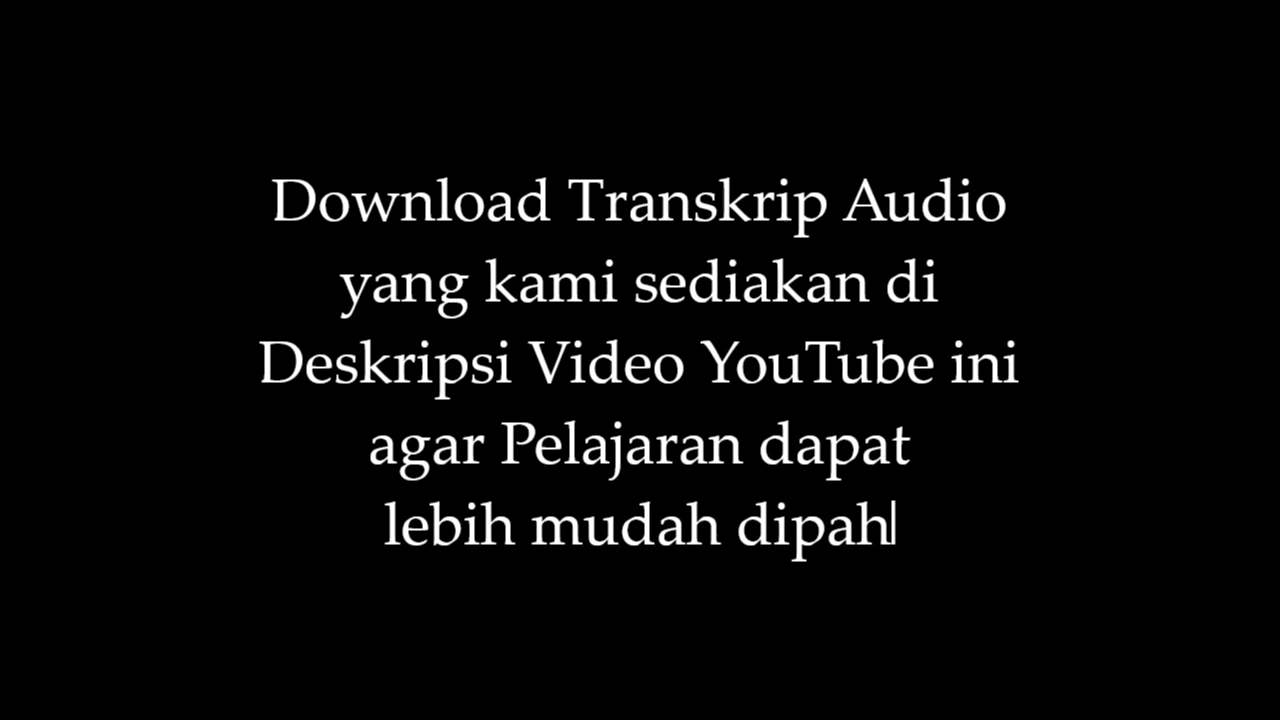 Download Transkrip Audio
yang kami sediakan di
Deskripsi Video YouTube ini
agar Pelajaran dapat
lebih mudah dipah